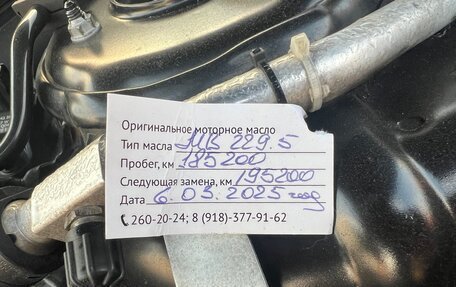 Оригинальное моторное масло
Тип масла MB 229.5
Пробег, км 185200
Следующая замена, км 195200
Дата 6.03.2025 год
260-20-24; 8 (918)-377-91-62